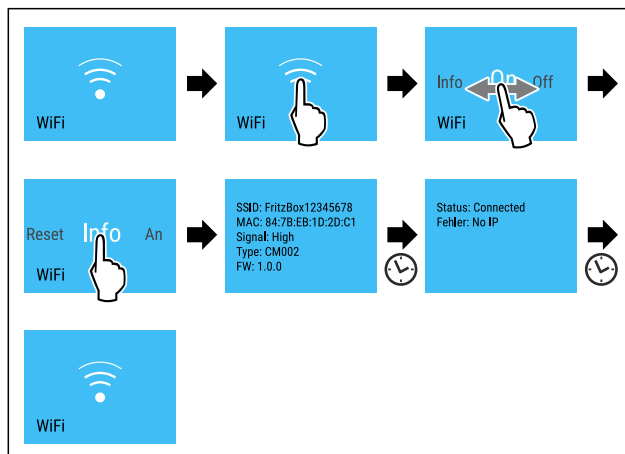 WiFi
WiFi
Info On Off
WiFi
Reset Info An
WiFi
SSID: FritzBox12345678
MAC: 84:7B:EB:1D:2D:C1
Signal: High
Type: CM002
FW: 1.0.0
Status: Connected
Fehler: No IP
WiFi